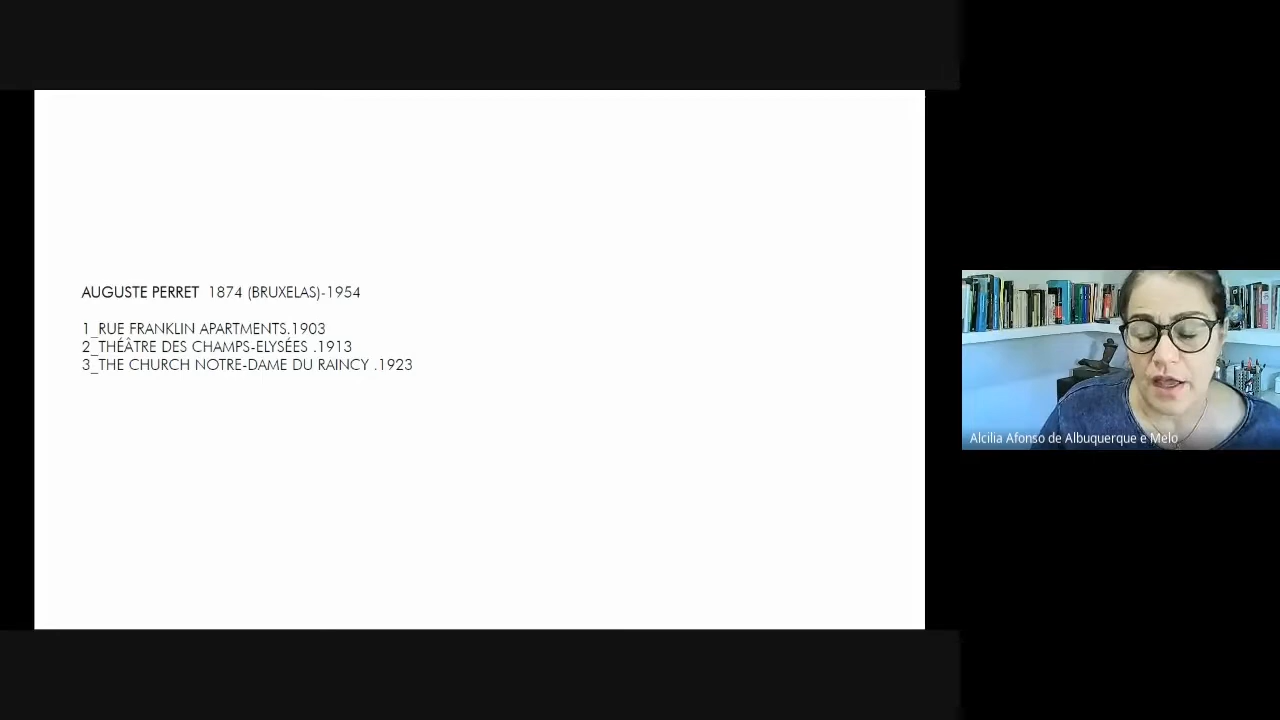 AUGUSTE PERRET 1874 (BRUXELAS)-1954
1_RUE FRANKLIN APARTMENTS.1903
2_THÉÂTRE DES CHAMPS-ELYSÉES .1913
3_THE CHURCH NOTRE-DAME DU RAINCY .1923
Alcilia Afonso de Albuquerque e Melo